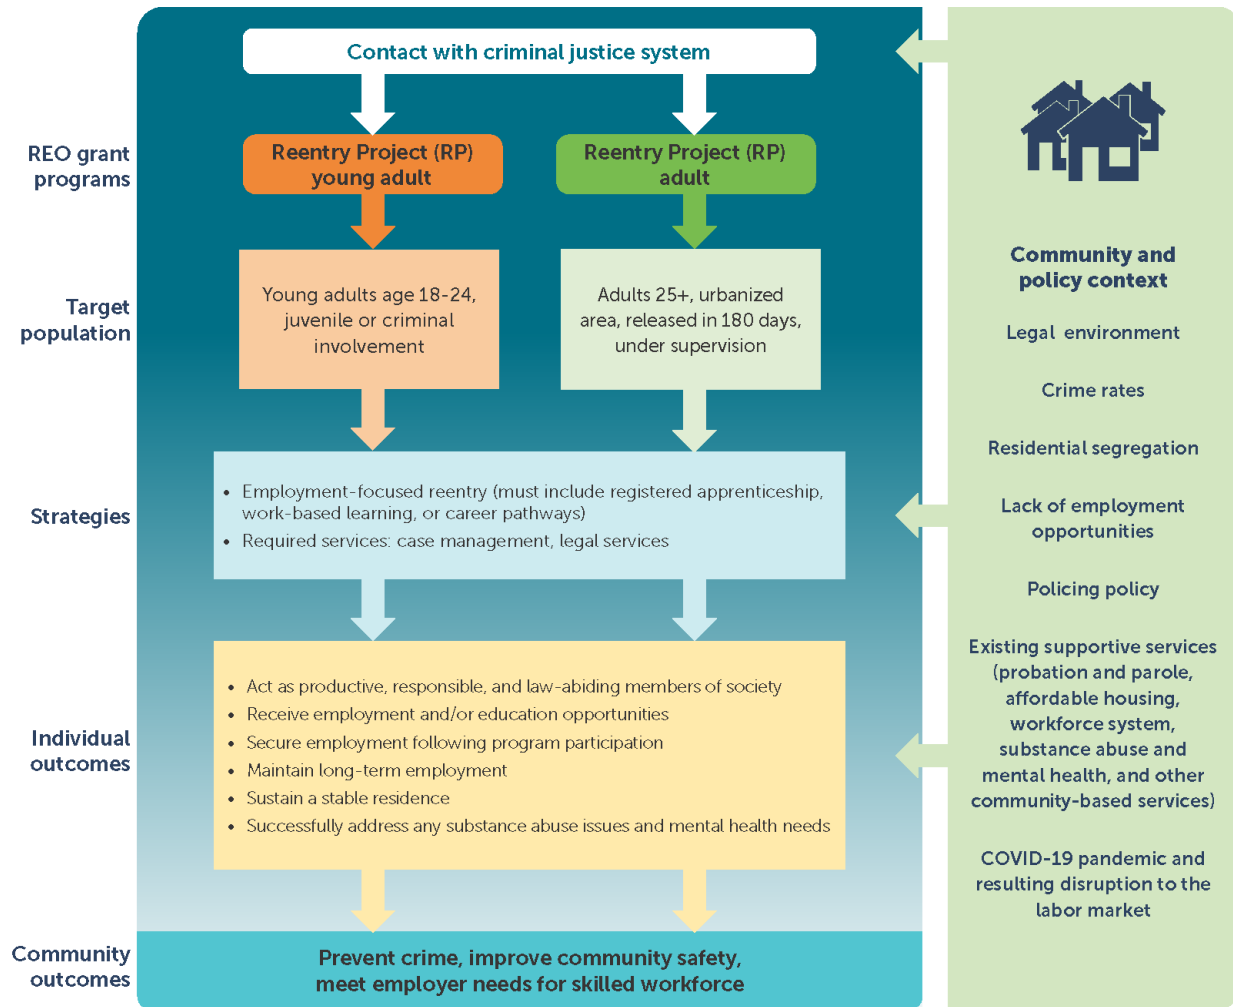 Contact with criminal justice system
REO grant
programs
Reentry Project (RP)
young adult
Reentry Project (RP)
adult
Target
population
Young adults age 18-24,
juvenile or criminal
involvement
Adults 25+, urbanized
area, released in 180 days,
under supervision
Strategies
• Employment-focused reentry (must include registered apprenticeship,
work-based learning, or career pathways)
• Required services: case management, legal services
Individual
outcomes
• Act as productive, responsible, and law-abiding members of society
• Receive employment and/or education opportunities
• Secure employment following program participation
• Maintain long-term employment
• Sustain a stable residence
• Successfully address any substance abuse issues and mental health needs
Community
outcomes
Prevent crime, improve community safety,
meet employer needs for skilled workforce
Community and
policy context
Legal environment
Crime rates
Residential segregation
Lack of employment
opportunities
Policing policy
Existing supportive services
(probation and parole,
affordable housing,
workforce system,
substance abuse and
mental health, and other
community-based services)
COVID-19 pandemic and
resulting disruption to the
labor market